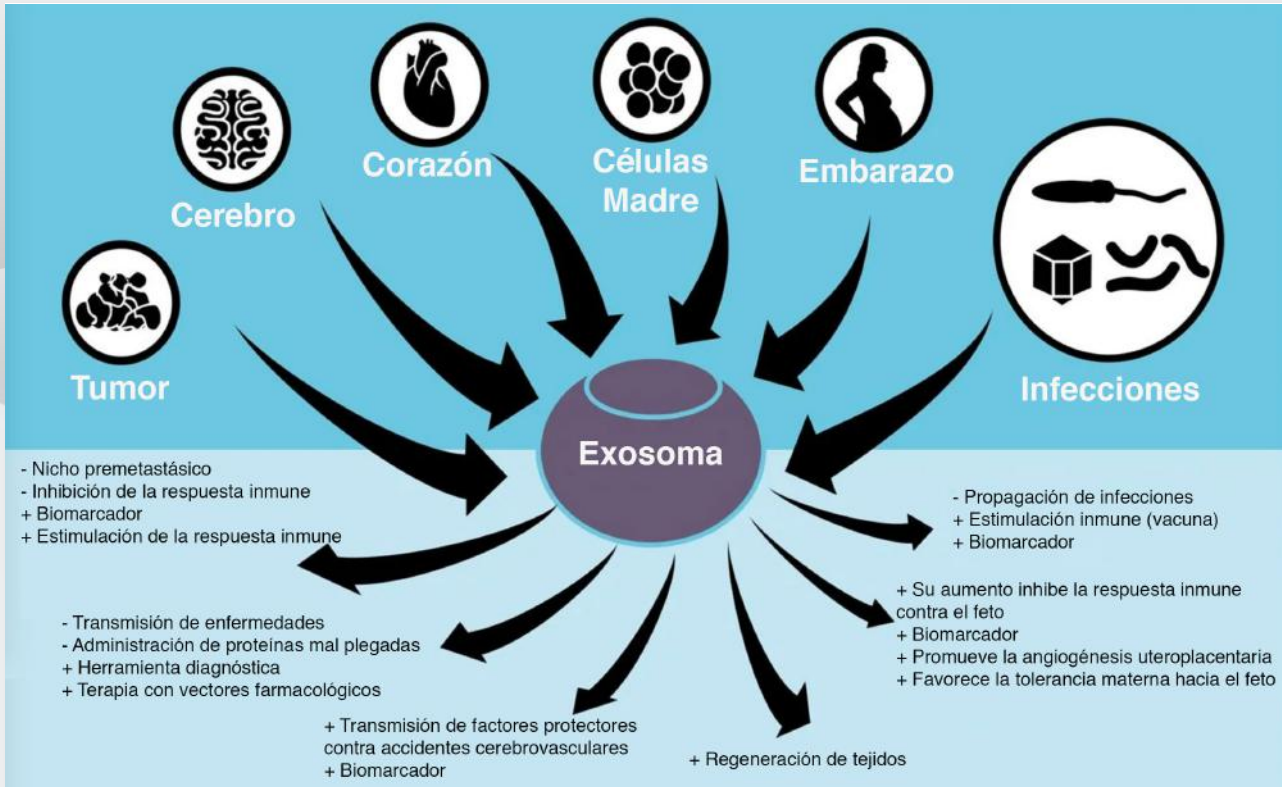 Corazón
Células
Madre
Embarazo
Cerebro
Tumor
Infecciones
Exosoma
- Nicho premetastásico
- Inhibición de la respuesta inmune
+ Biomarcador
+ Estimulación de la respuesta inmune
- Transmisión de enfermedades
- Administración de proteínas mal plegadas
+ Herramienta diagnóstica
+ Terapia con vectores farmacológicos
+ Transmisión de factores protectores
contra accidentes cerebrovasculares
+ Biomarcador
+ Regeneración de tejidos
+ Su aumento inhibe la respuesta inmune
contra el feto
+ Biomarcador
+ Promueve la angiogénesis uteroplacentaria
+ Favorece la tolerancia materna hacia el feto
- Propagación de infecciones
+ Estimulación inmune (vacuna)
+ Biomarcador